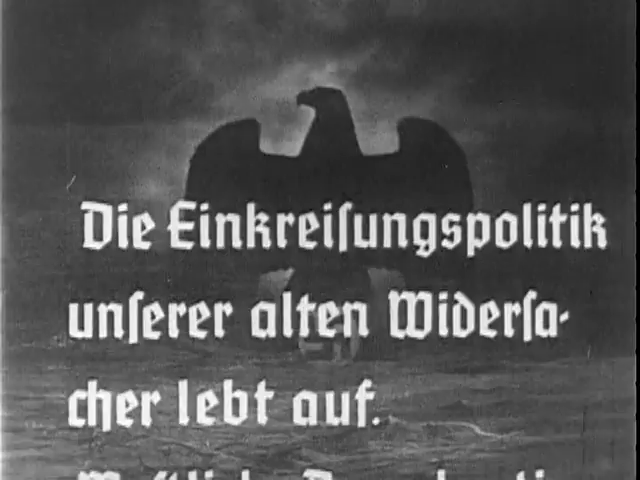 Die Einkreiſungspolitik
unſerer alten Widerſa-
cher lebt auf.